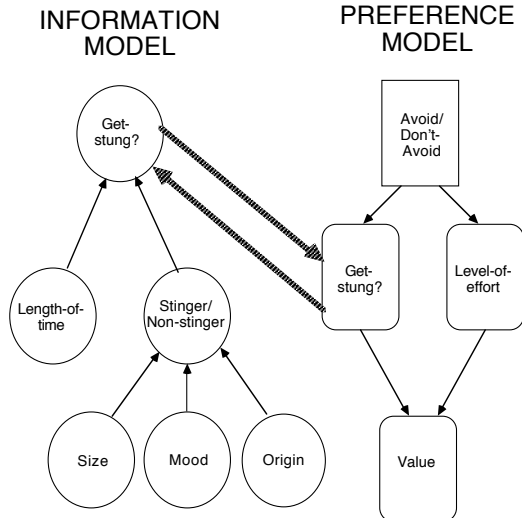 INFORMATION
MODEL
PREFERENCE
MODEL
Get-
stung?
Avoid/
Don't-
Avoid
Length-of-
time
Stinger/
Non-stinger
Get-
stung?
Level-of-
effort
Size
Mood
Origin
Value